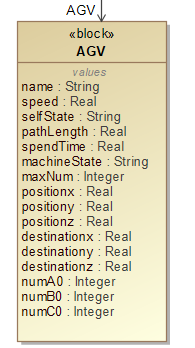 AGV
«block»
AGV
values
name : String
speed : Real
selfState : String
pathLength : Real
spendTime : Real
machineState : String
maxNum : Integer
positionx : Real
positiony : Real
positionz : Real
destinationx : Real
destinationy : Real
destinationz : Real
numA0 : Integer
numB0 : Integer
numC0 : Integer